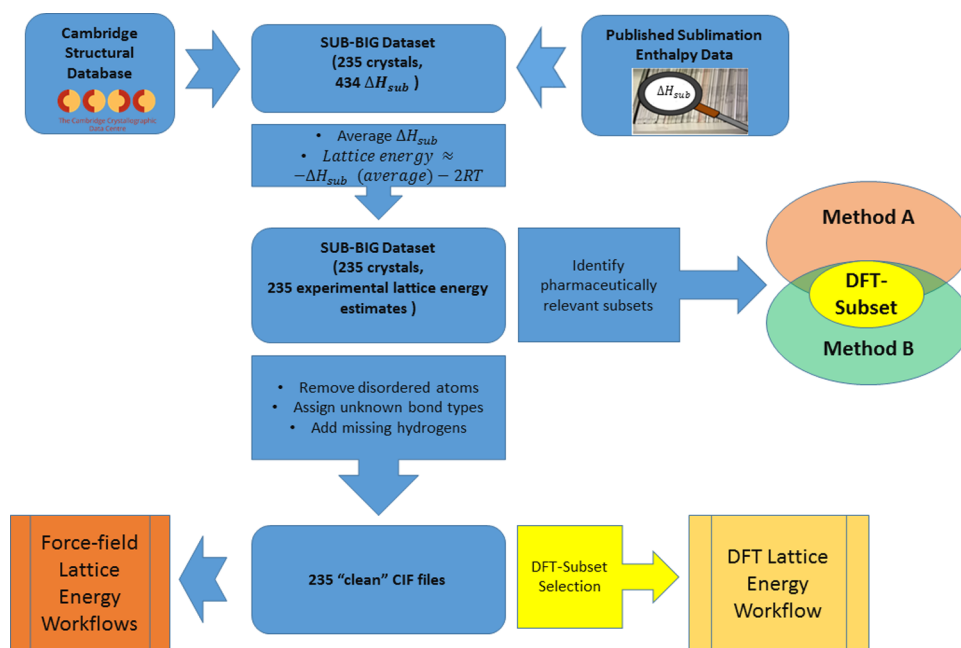 Cambridge
Structural
Database
The Cambridge Crystallographic
Data Centre
SUB-BIG Dataset
(235 crystals,
434 ΔH_sub )
Published Sublimation
Enthalpy Data
ΔH_sub
• Average ΔH_sub
• Lattice energy ≈
−ΔH_sub (average) − 2RT
SUB-BIG Dataset
(235 crystals,
235 experimental lattice energy
estimates )
Identify
pharmaceutically
relevant subsets
Method A
DFT-
Subset
Method B
• Remove disordered atoms
• Assign unknown bond types
• Add missing hydrogens
Force-field
Lattice
Energy
Workflows
235 “clean” CIF files
DFT-Subset
Selection
DFT Lattice
Energy
Workflow